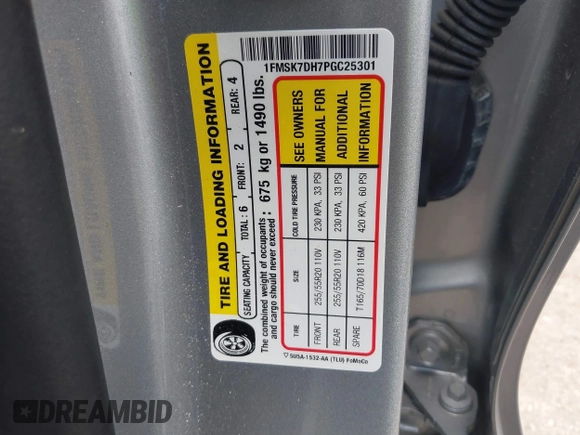 1FMSK7DH7PGC25301
TIRE AND LOADING INFORMATION
SEATING CAPACITY TOTAL: 6 FRONT: 2 REAR: 4
The combined weight of occupants
and cargo should never exceed : 675 kg or 1490 lbs.
TIRE SIZE COLD TIRE PRESSURE
FRONT 255/55R20 110V 230 KPA, 33 PSI
REAR 255/55R20 110V 230 KPA, 33 PSI
SPARE T165/70D18 116M 420 KPA, 60 PSI
SEE OWNERS
MANUAL FOR
ADDITIONAL
INFORMATION
5U5A-1532-AA (TLU) FoMoCo
DREAMBID